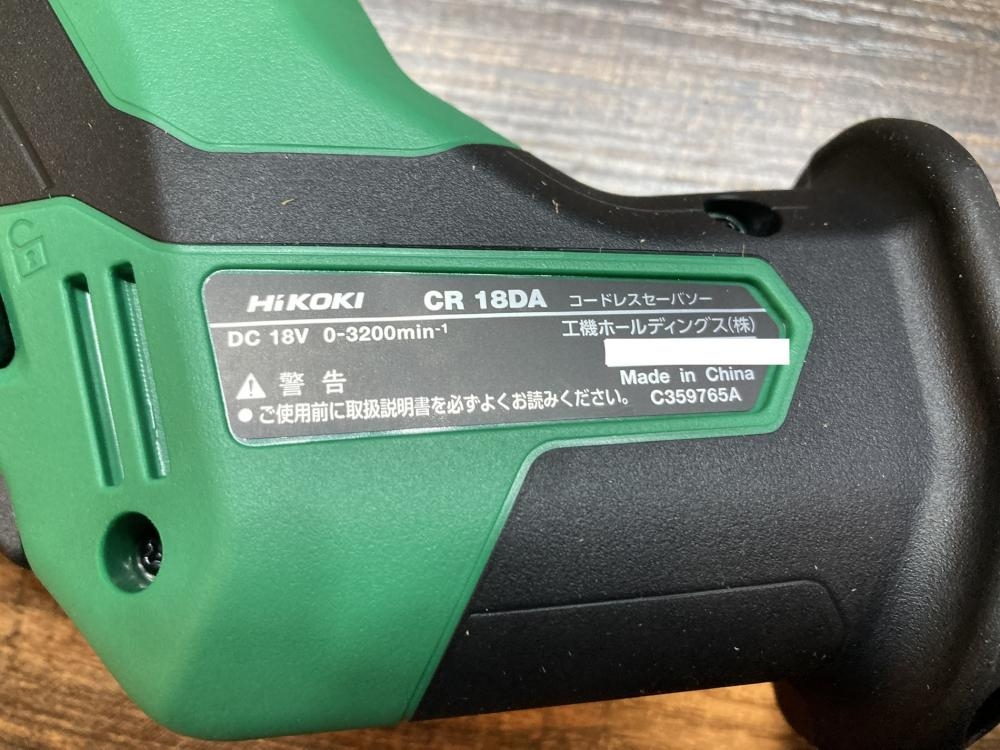 HiKOKI CR 18DA コードレスセーバソー
DC 18V 0-3200min⁻¹ 工機ホールディングス(株)
Made in China
⚠ 警告
●ご使用前に取扱説明書を必ずよくお読みください。 C359765A